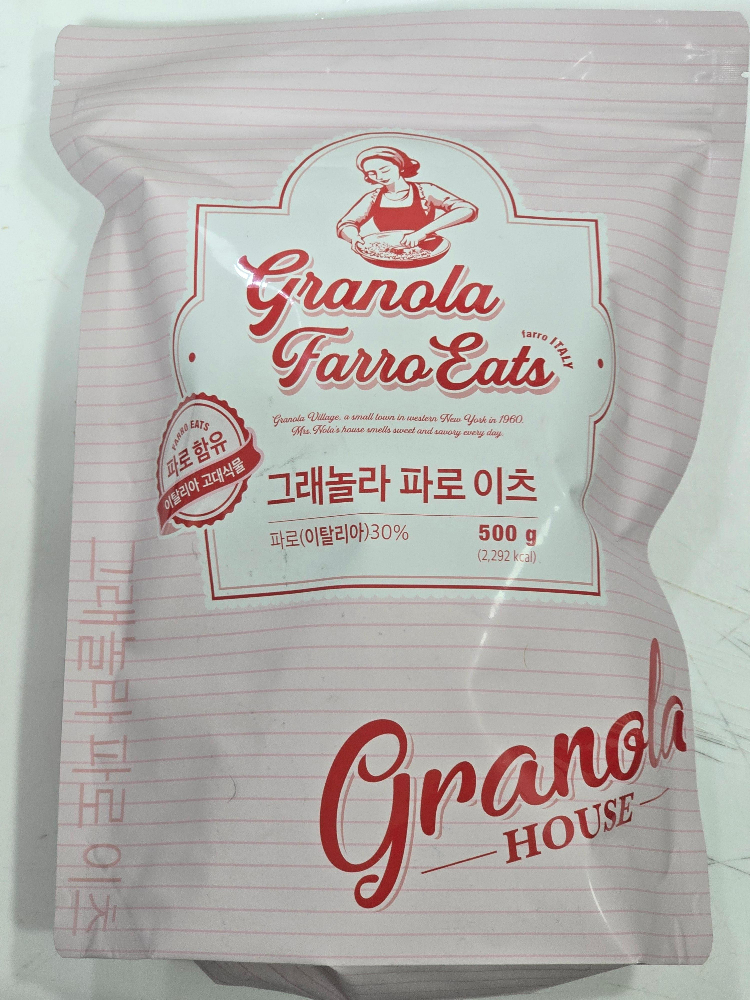 Granola
Farro Eats
farro ITALY
Granola Village, a small town in western New York in 1960.
Mrs. Nola's house smells sweet and savory every day.
FARRO EATS
파로함유
이탈리아 고대식물
그래놀라 파로 이츠
파로(이탈리아)30%
500 g
(2,292 kcal)
그래놀라 파로 이츠
Granola
HOUSE